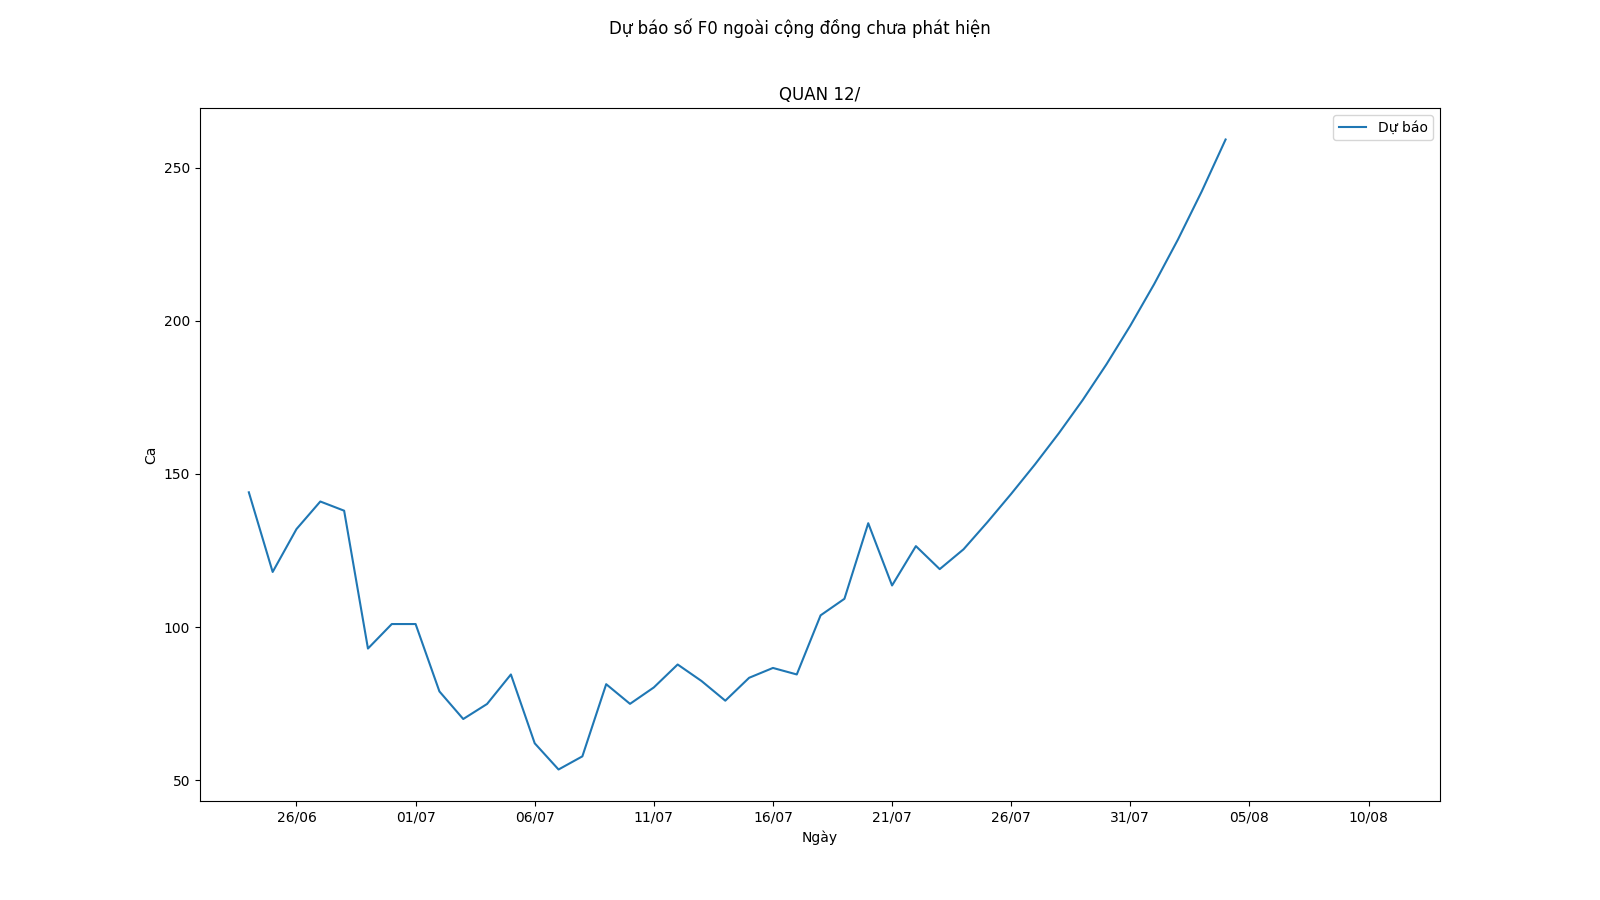 Dự báo số F0 ngoài cộng đồng chưa phát hiện
QUAN 12/
Dự báo
250
200
150
100
50
Ca
26/06 01/07 06/07 11/07 16/07 21/07 26/07 31/07 05/08 10/08
Ngày